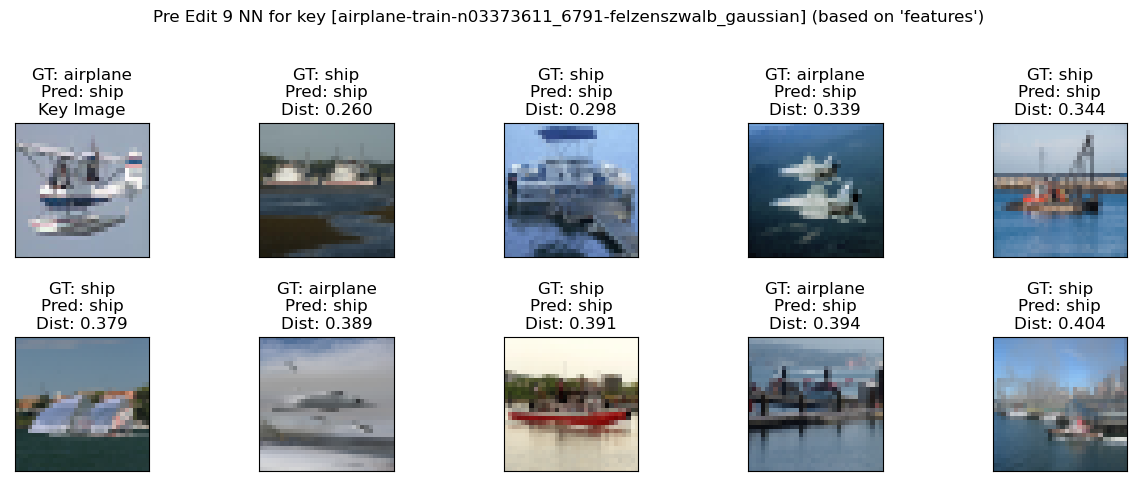 Pre Edit 9 NN for key [airplane-train-n03373611_6791-felzenszwalb_gaussian] (based on 'features')
GT: airplane
Pred: ship
Key Image
GT: ship
Pred: ship
Dist: 0.260
GT: ship
Pred: ship
Dist: 0.298
GT: airplane
Pred: ship
Dist: 0.339
GT: ship
Pred: ship
Dist: 0.344
GT: ship
Pred: ship
Dist: 0.379
GT: airplane
Pred: ship
Dist: 0.389
GT: ship
Pred: ship
Dist: 0.391
GT: airplane
Pred: ship
Dist: 0.394
GT: ship
Pred: ship
Dist: 0.404